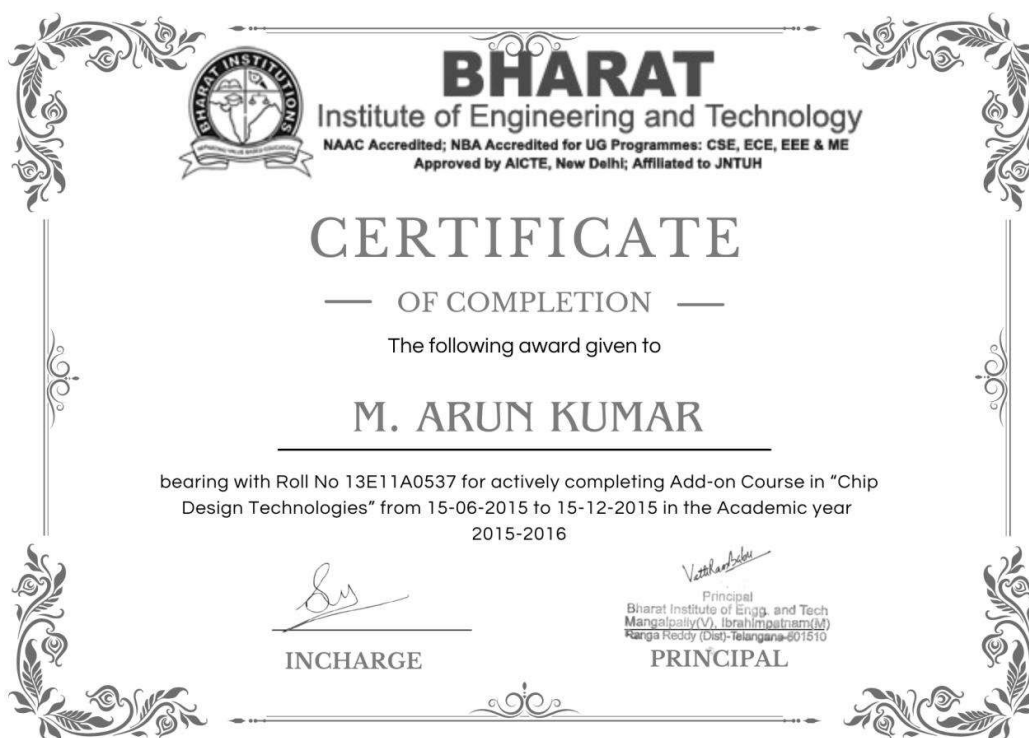 BHARAT INSTITUTIONS
BHARAT
Institute of Engineering and Technology
NAAC Accredited; NBA Accredited for UG Programmes: CSE, ECE, EEE & ME
Approved by AICTE, New Delhi; Affiliated to JNTUH
CERTIFICATE
OF COMPLETION
The following award given to
M. ARUN KUMAR
bearing with Roll No 13E11A0537 for actively completing Add-on Course in “Chip
Design Technologies” from 15-06-2015 to 15-12-2015 in the Academic year
2015-2016
Principal
Bharat Institute of Engg. and Tech
Mangalpally(V), Ibrahimpatnam(M)
Ranga Reddy (Dist)-Telangana-501510
INCHARGE
PRINCIPAL